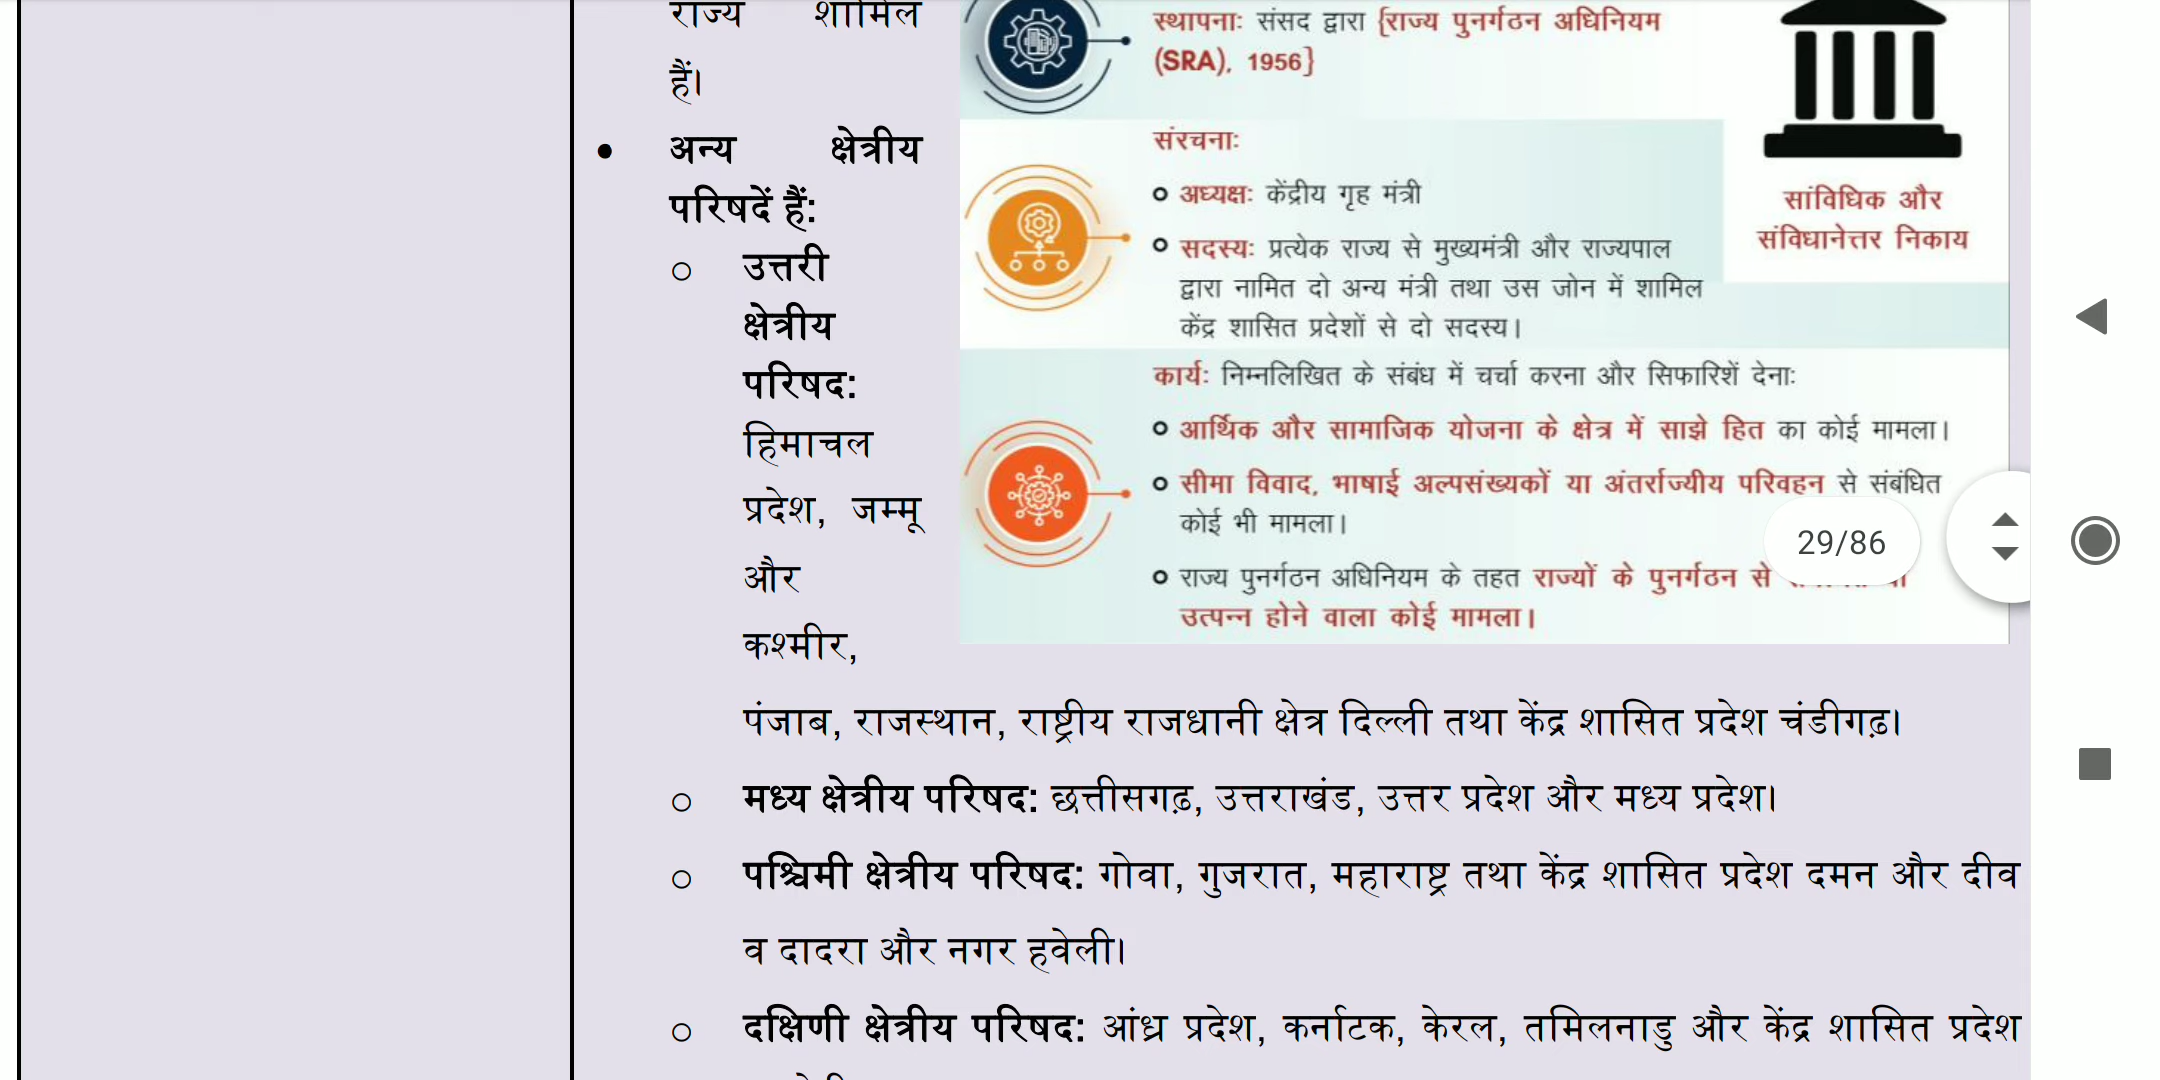 राज्य शामिल
हैं।
• अन्य क्षेत्रीय
परिषदें हैं:
○ उत्तरी
क्षेत्रीय
परिषद:
हिमाचल
प्रदेश, जम्मू
और
कश्मीर,
पंजाब, राजस्थान, राष्ट्रीय राजधानी क्षेत्र दिल्ली तथा केंद्र शासित प्रदेश चंडीगढ़।
○ मध्य क्षेत्रीय परिषद: छत्तीसगढ़, उत्तराखंड, उत्तर प्रदेश और मध्य प्रदेश।
○ पश्चिमी क्षेत्रीय परिषद: गोवा, गुजरात, महाराष्ट्र तथा केंद्र शासित प्रदेश दमन और दीव
व दादरा और नगर हवेली।
○ दक्षिणी क्षेत्रीय परिषद: आंध्र प्रदेश, कर्नाटक, केरल, तमिलनाडु और केंद्र शासित प्रदेश
स्थापनाः संसद द्वारा {राज्य पुनर्गठन अधिनियम
(SRA), 1956}
संरचनाः
० अध्यक्षः केंद्रीय गृह मंत्री
० सदस्यः प्रत्येक राज्य से मुख्यमंत्री और राज्यपाल
द्वारा नामित दो अन्य मंत्री तथा उस जोन में शामिल
केंद्र शासित प्रदेशों से दो सदस्य।
सांविधिक और
संविधानेत्तर निकाय
कार्यः निम्नलिखित के संबंध में चर्चा करना और सिफारिशें देनाः
० आर्थिक और सामाजिक योजना के क्षेत्र में साझे हित का कोई मामला।
० सीमा विवाद, भाषाई अल्पसंख्यकों या अंतर्राज्यीय परिवहन से संबंधित
कोई भी मामला।
० राज्य पुनर्गठन अधिनियम के तहत राज्यों के पुनर्गठन से
उत्पन्न होने वाला कोई मामला।
29/86